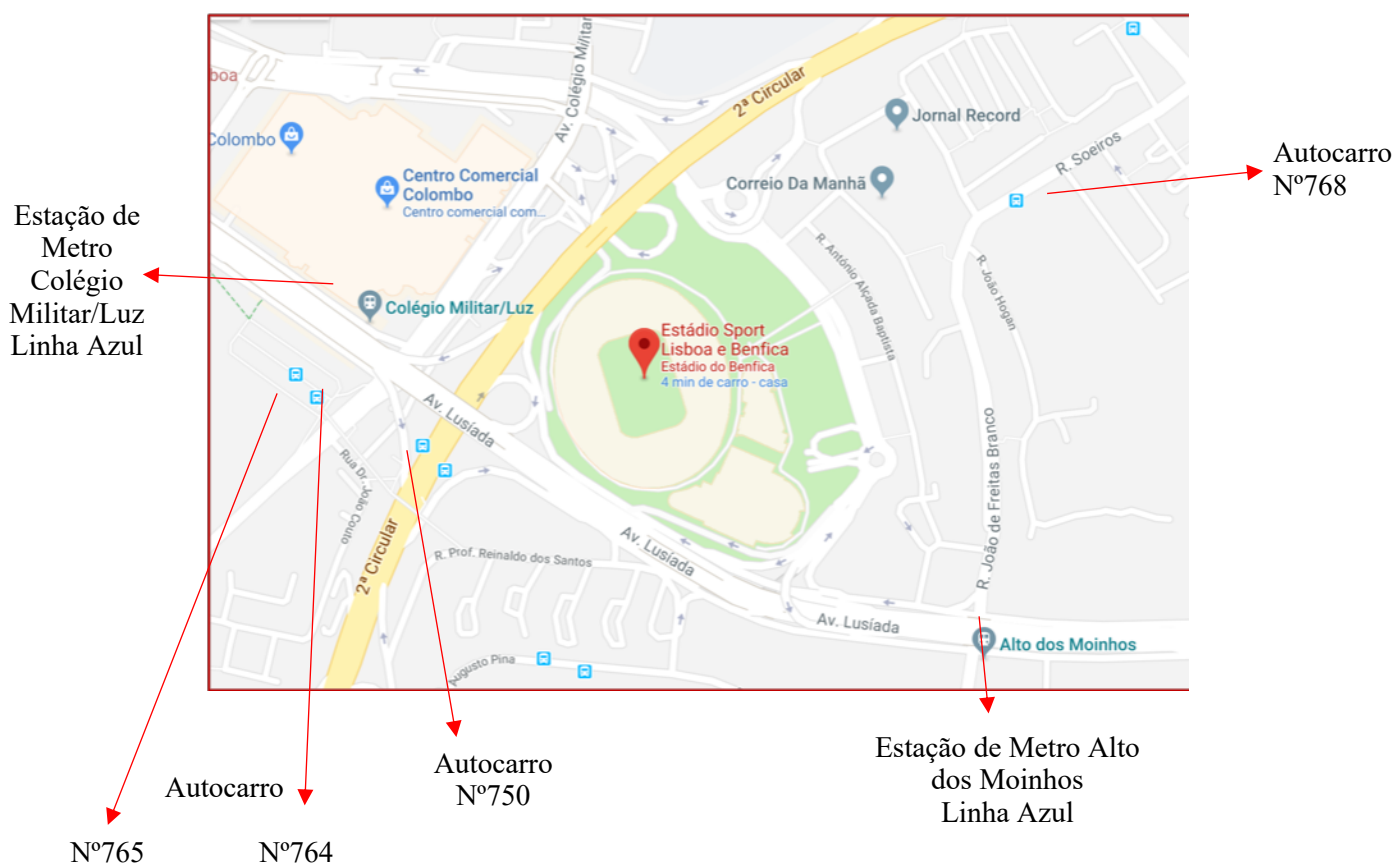 boa
Colombo
Centro Comercial
Colombo
Centro comercial com...
Av. Colégio Militar
2ª Circular
Jornal Record
Correio Da Manhã
R. Soeiros
Autocarro
Nº768
Estação de
Metro
Colégio
Militar/Luz
Linha Azul
Colégio Militar/Luz
R. António Alçada Baptista
R. João Hogan
Estádio Sport
Lisboa e Benfica
Estádio do Benfica
4 min de carro - casa
Av. Lusíada
Rua Dr. João Couto
2ª Circular
R. Prof. Reinaldo dos Santos
Av. Lusíada
R. João de Freitas Branco
Av. Lusíada
Alto dos Moinhos
Augusto Pina
Autocarro
Nº765
Nº764
Autocarro
Nº750
Estação de Metro Alto
dos Moinhos
Linha Azul